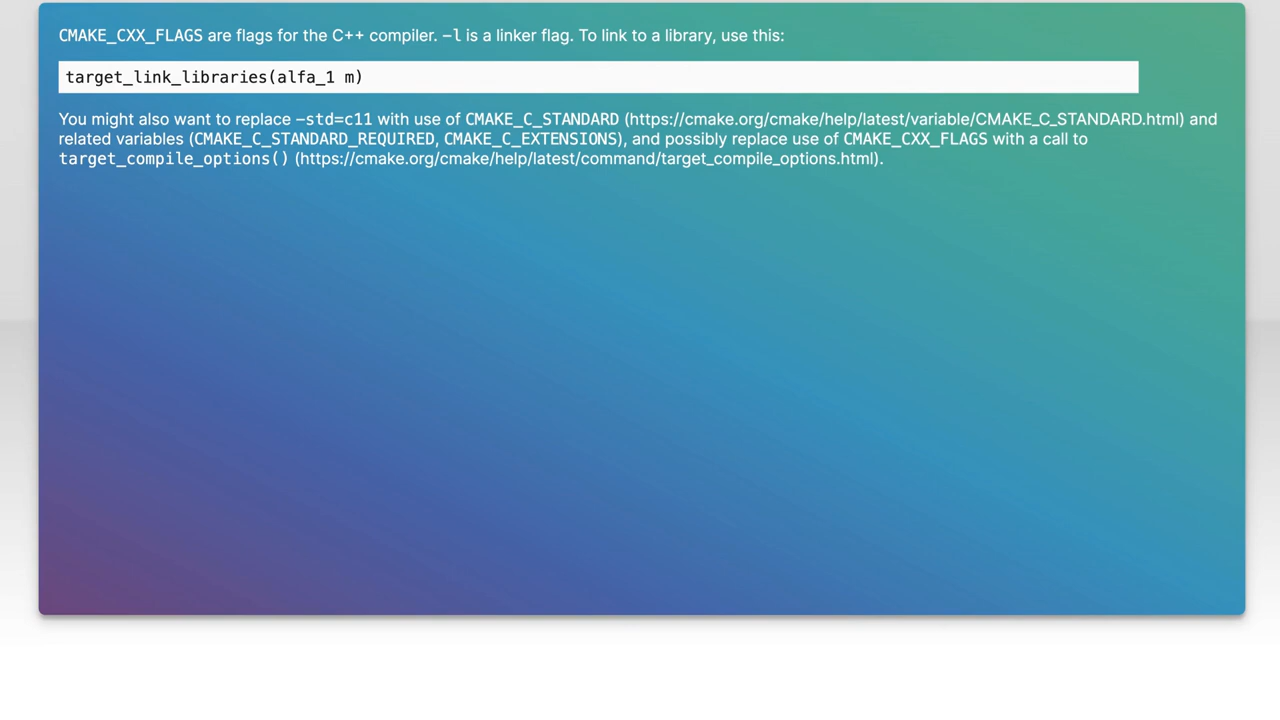 CMAKE_CXX_FLAGS are flags for the C++ compiler. -l is a linker flag. To link to a library, use this:
target_link_libraries(alfa_1 m)
You might also want to replace -std=c11 with use of CMAKE_C_STANDARD (https://cmake.org/cmake/help/latest/variable/CMAKE_C_STANDARD.html) and
related variables (CMAKE_C_STANDARD_REQUIRED, CMAKE_C_EXTENSIONS), and possibly replace use of CMAKE_CXX_FLAGS with a call to
target_compile_options() (https://cmake.org/cmake/help/latest/command/target_compile_options.html).